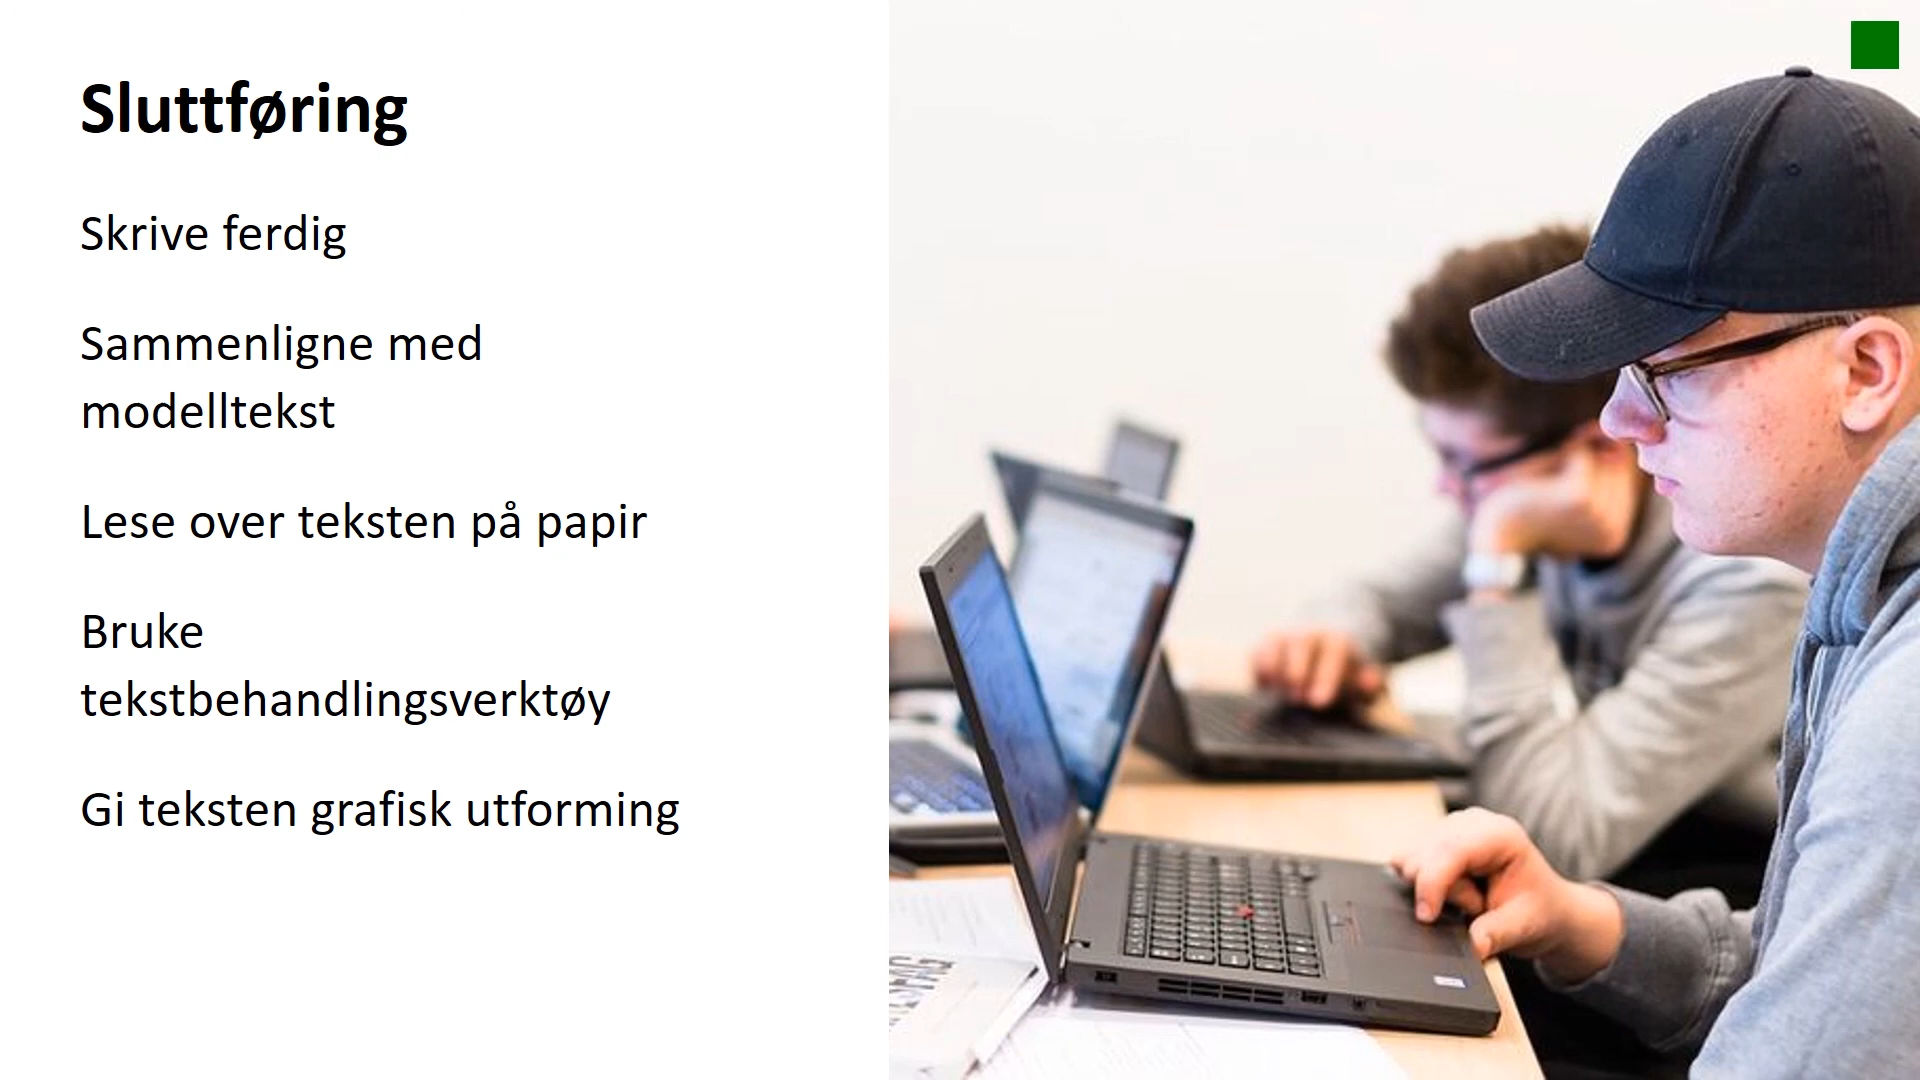 Sluttføring
Skrive ferdig
Sammenligne med
modelltekst
Lese over teksten på papir
Bruke
tekstbehandlingsverktøy
Gi teksten grafisk utforming